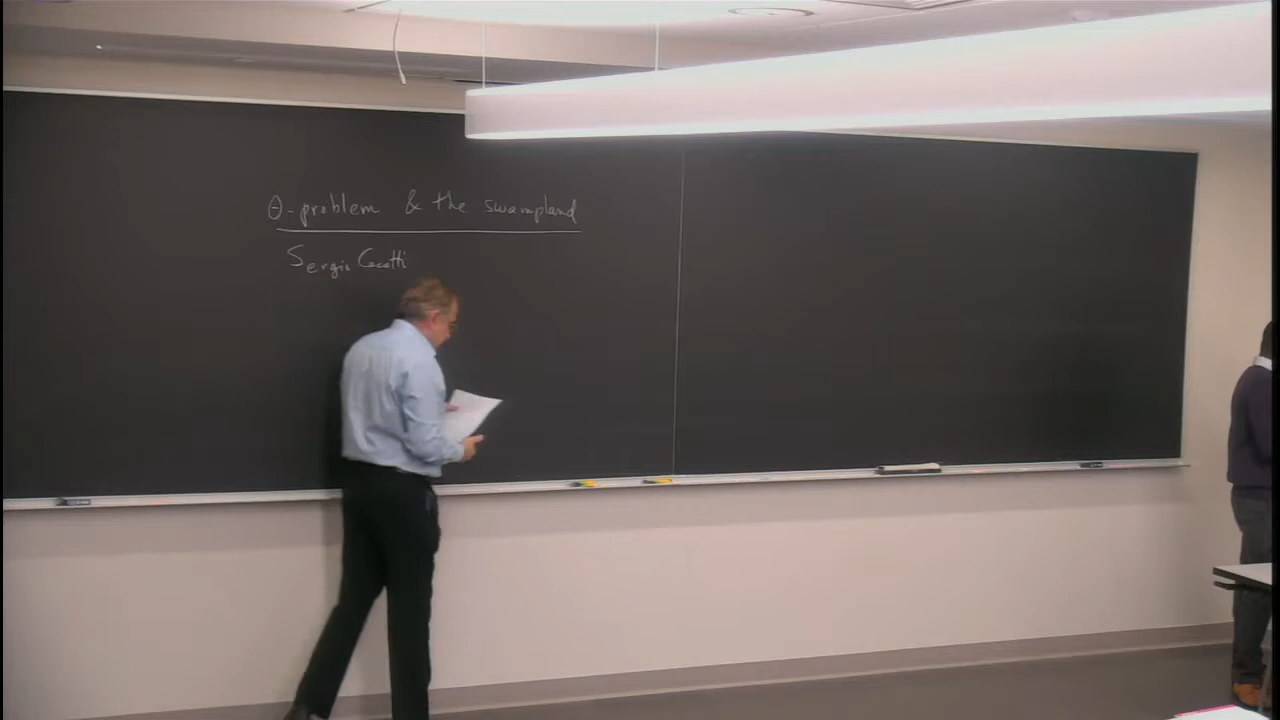 θ-problem & the swampland
Sergio Cecotti